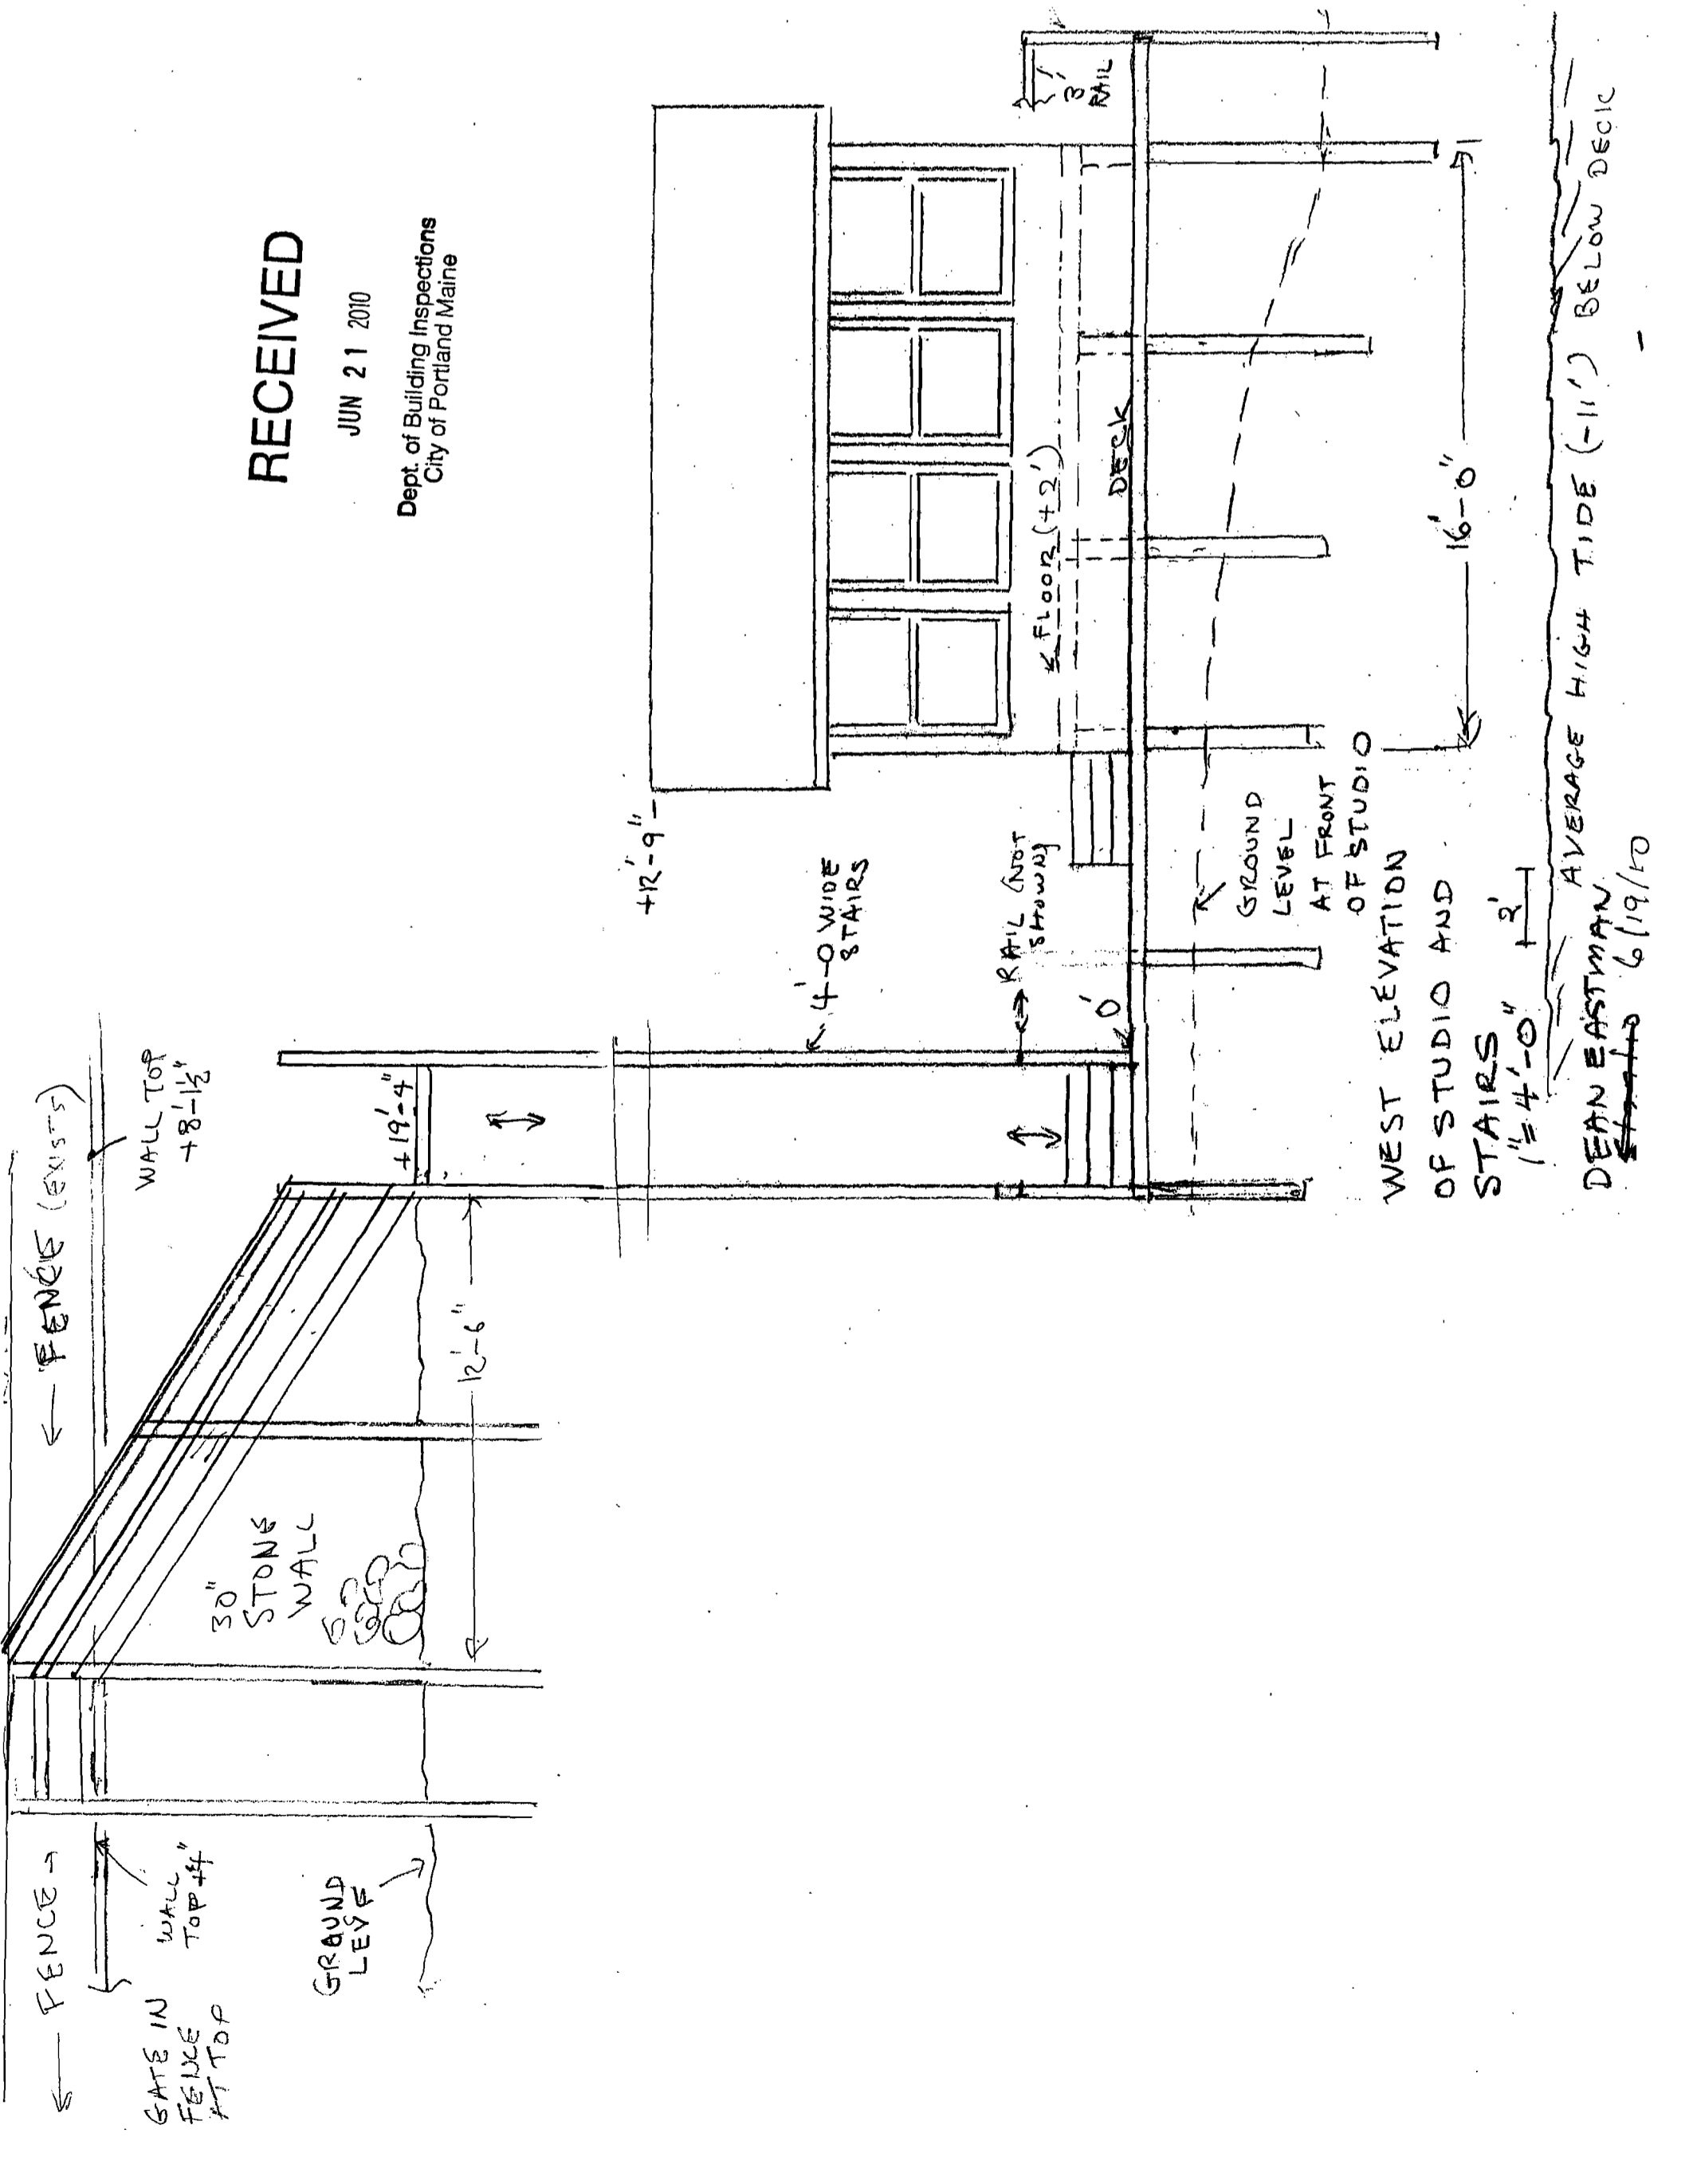 RECEIVED
JUN 21 2010
Dept. of Building Inspections
City of Portland Maine
← FENCE →
← FENCE (EXISTS)
WALL TOP
+8'-1½"
GATE IN
FENCE
AT TOP
WALL
TOP +4"
30"
STONE
WALL
GROUND
LEVE
12'-6"
+19'-4"
+12'-9"
4'-0 WIDE
STAIRS
RAIL (NOT
SHOWN)
0'
FLOOR (+2')
DECK
3'
RAIL
GROUND
LEVEL
AT FRONT
OF STUDIO
16'-0"
WEST ELEVATION
OF STUDIO AND
STAIRS
1"=4'-0"
2'
AVERAGE HIGH TIDE (-11') BELOW DECK
DEAN EASTMAN
6/19/10